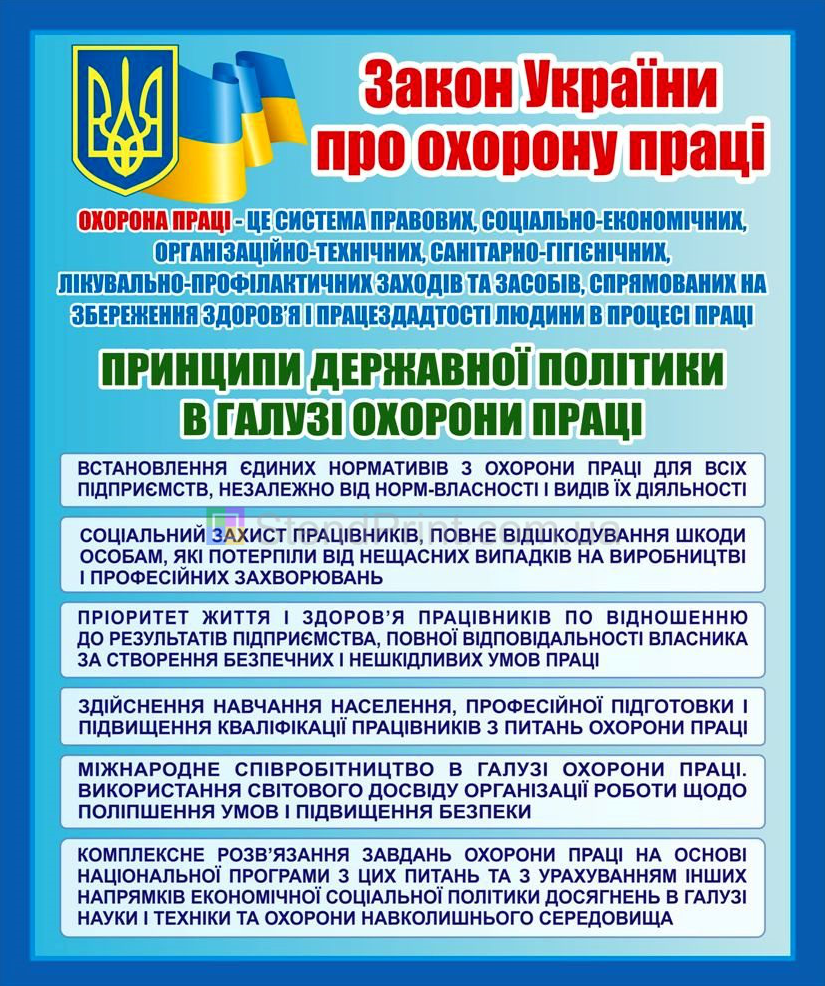 Закон України
про охорону праці
ОХОРОНА ПРАЦІ - ЦЕ СИСТЕМА ПРАВОВИХ, СОЦІАЛЬНО-ЕКОНОМІЧНИХ,
ОРГАНІЗАЦІЙНО-ТЕХНІЧНИХ, САНІТАРНО-ГІГІЄНІЧНИХ,
ЛІКУВАЛЬНО-ПРОФІЛАКТИЧНИХ ЗАХОДІВ ТА ЗАСОБІВ, СПРЯМОВАНИХ НА
ЗБЕРЕЖЕННЯ ЗДОРОВ'Я І ПРАЦЕЗДАДТОСТІ ЛЮДИНИ В ПРОЦЕСІ ПРАЦІ
ПРИНЦИПИ ДЕРЖАВНОЇ ПОЛІТИКИ
В ГАЛУЗІ ОХОРОНИ ПРАЦІ
ВСТАНОВЛЕННЯ ЄДИНИХ НОРМАТИВІВ З ОХОРОНИ ПРАЦІ ДЛЯ ВСІХ
ПІДПРИЄМСТВ, НЕЗАЛЕЖНО ВІД НОРМ-ВЛАСНОСТІ І ВИДІВ ЇХ ДІЯЛЬНОСТІ
StendPrint.com.ua
СОЦІАЛЬНИЙ ЗАХИСТ ПРАЦІВНИКІВ, ПОВНЕ ВІДШКОДУВАННЯ ШКОДИ
ОСОБАМ, ЯКІ ПОТЕРПІЛИ ВІД НЕЩАСНИХ ВИПАДКІВ НА ВИРОБНИЦТВІ
І ПРОФЕСІЙНИХ ЗАХВОРЮВАНЬ
ПРІОРИТЕТ ЖИТТЯ І ЗДОРОВ'Я ПРАЦІВНИКІВ ПО ВІДНОШЕННЮ
ДО РЕЗУЛЬТАТІВ ПІДПРИЄМСТВА, ПОВНОЇ ВІДПОВІДАЛЬНОСТІ ВЛАСНИКА
ЗА СТВОРЕННЯ БЕЗПЕЧНИХ І НЕШКІДЛИВИХ УМОВ ПРАЦІ
ЗДІЙСНЕННЯ НАВЧАННЯ НАСЕЛЕННЯ, ПРОФЕСІЙНОЇ ПІДГОТОВКИ І
ПІДВИЩЕННЯ КВАЛІФІКАЦІЇ ПРАЦІВНИКІВ З ПИТАНЬ ОХОРОНИ ПРАЦІ
МІЖНАРОДНЕ СПІВРОБІТНИЦТВО В ГАЛУЗІ ОХОРОНИ ПРАЦІ.
ВИКОРИСТАННЯ СВІТОВОГО ДОСВІДУ ОРГАНІЗАЦІЇ РОБОТИ ЩОДО
ПОЛІПШЕННЯ УМОВ І ПІДВИЩЕННЯ БЕЗПЕКИ
КОМПЛЕКСНЕ РОЗВ'ЯЗАННЯ ЗАВДАНЬ ОХОРОНИ ПРАЦІ НА ОСНОВІ
НАЦІОНАЛЬНОЇ ПРОГРАМИ З ЦИХ ПИТАНЬ ТА З УРАХУВАННЯМ ІНШИХ
НАПРЯМКІВ ЕКОНОМІЧНОЇ СОЦІАЛЬНОЇ ПОЛІТИКИ ДОСЯГНЕНЬ В ГАЛУЗІ
НАУКИ І ТЕХНІКИ ТА ОХОРОНИ НАВКОЛИШНЬОГО СЕРЕДОВИЩА